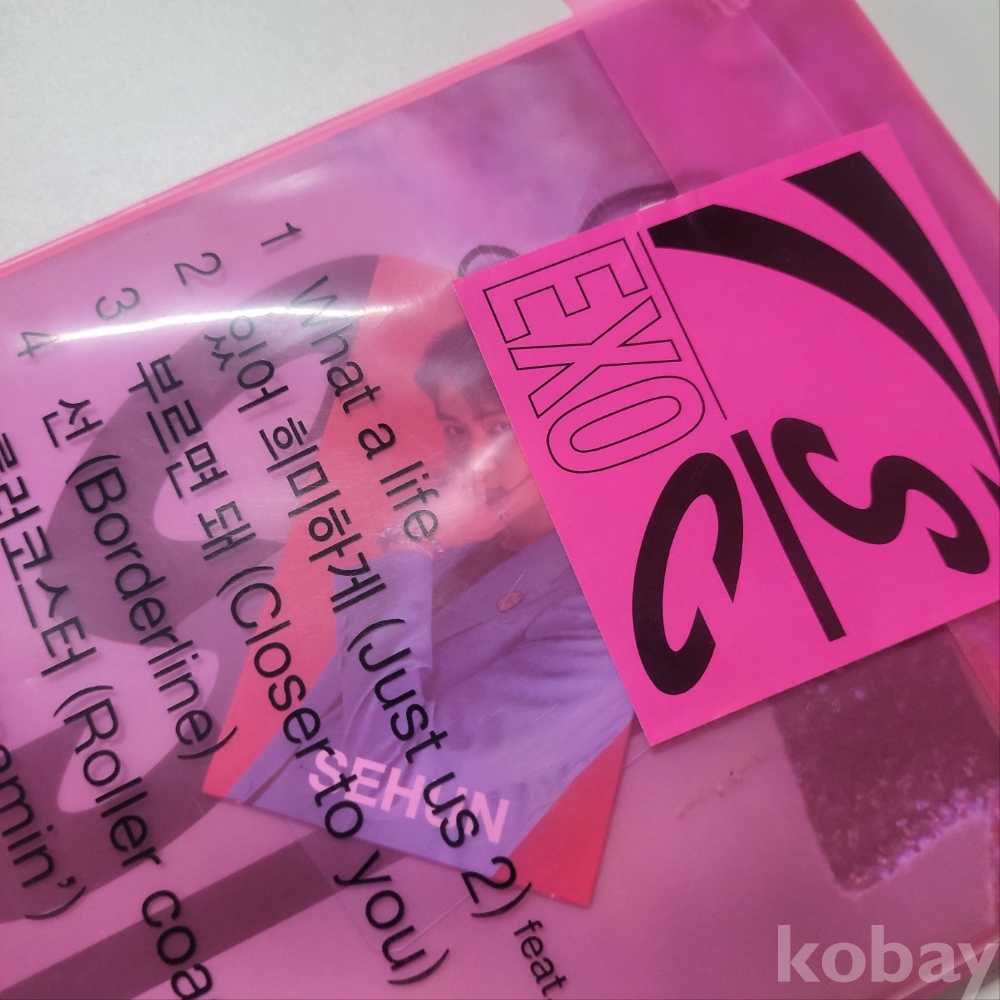 1 What a life
2 있어 희미하게 (Just us 2) feat.
3 부르면 돼 (Closer to you)
4 선 (Borderline)
롤러코스터 (Roller coa
amin’)
SEHUN
EXO
S/C
kobay